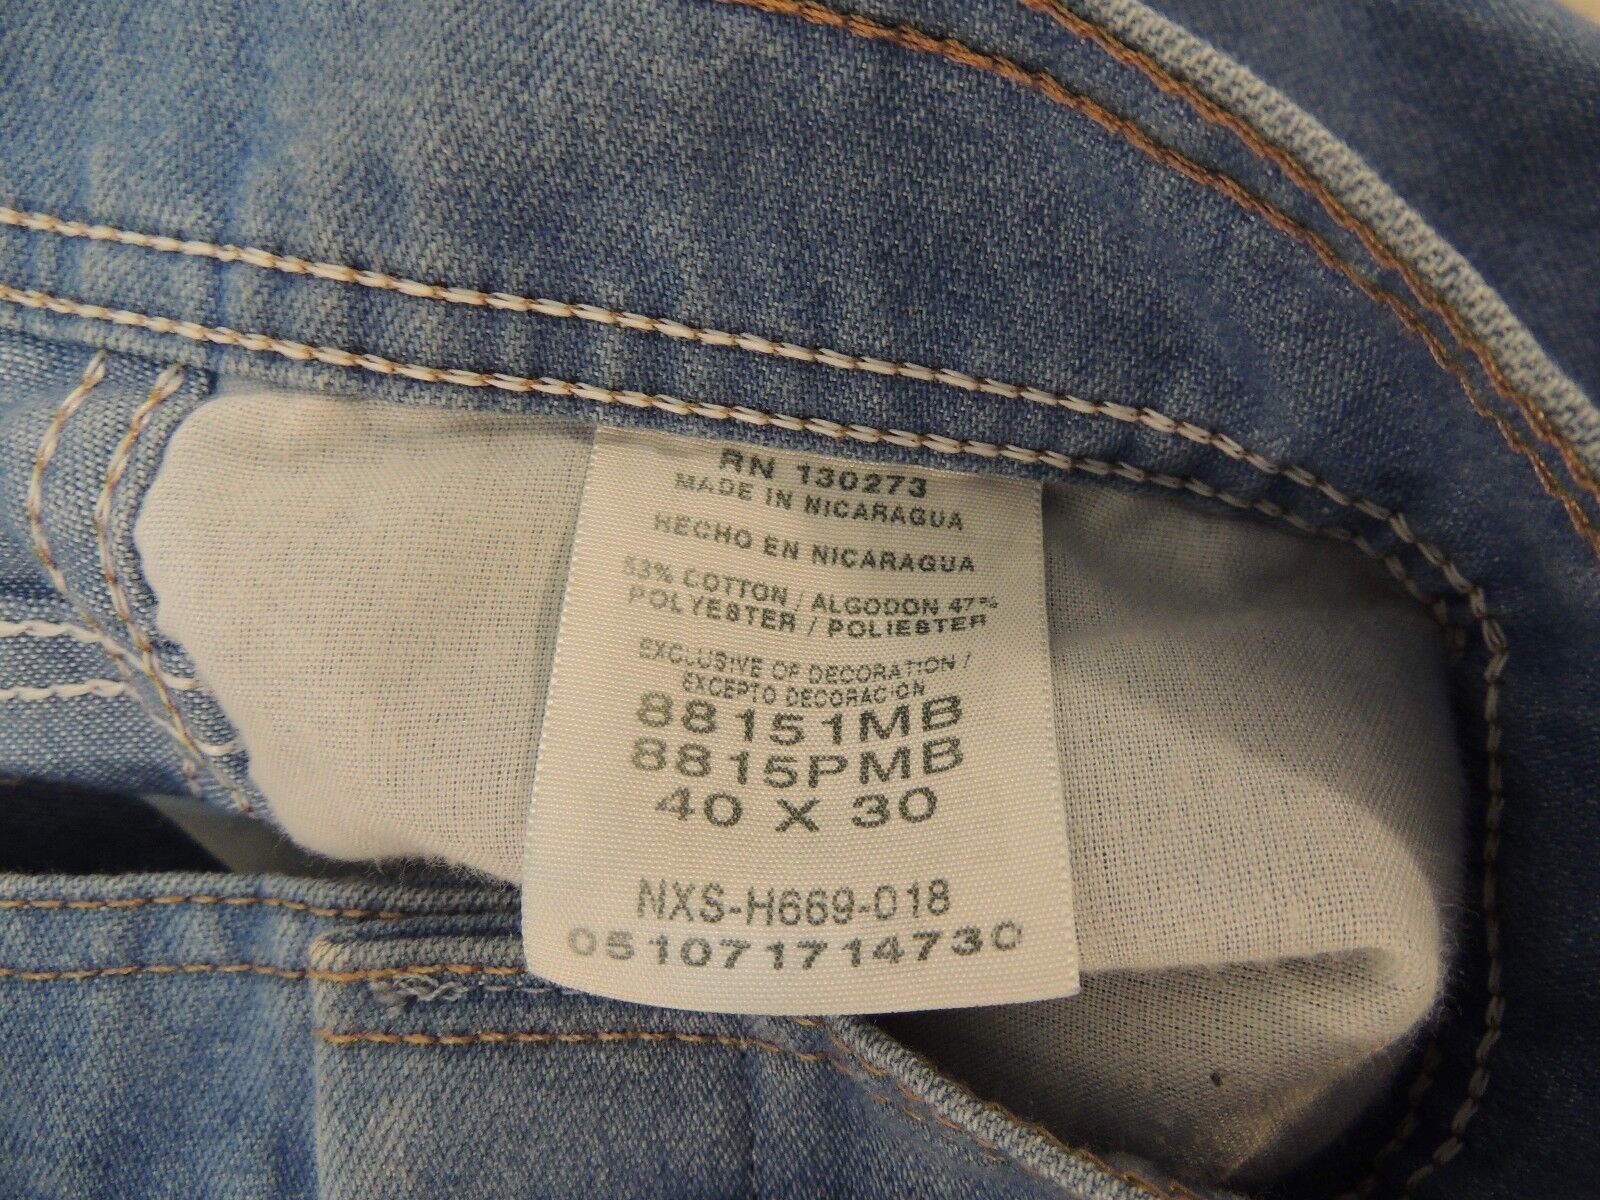 RN 130273
MADE IN NICARAGUA
HECHO EN NICARAGUA
53% COTTON / ALGODON 47%
POLYESTER / POLIESTER
EXCLUSIVE OF DECORATION /
EXCEPTO DECORACION
88151MB
8815PMB
40 X 30
NXS-H669-018
051071714730